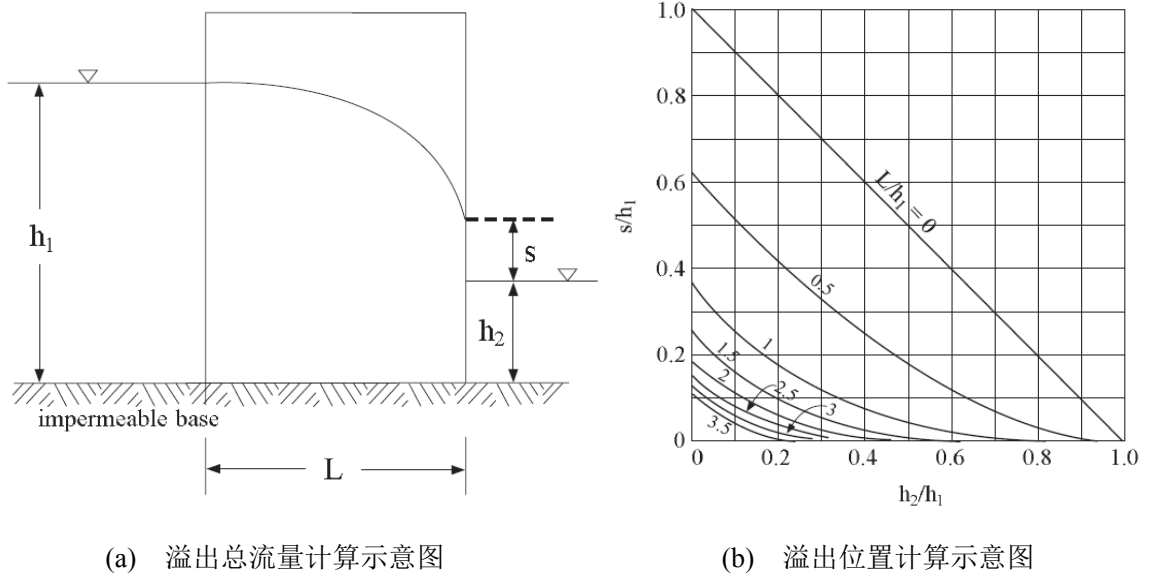 h₁
s
h₂
impermeable base
L
(a) 溢出总流量计算示意图
1.0
0.8
0.6
0.4
0.2
0
s/h₁
L/h₁ = 0
0.5
1
1.5
2
2.5
3
3.5
0 0.2 0.4 0.6 0.8 1.0
h₂/h₁
(b) 溢出位置计算示意图